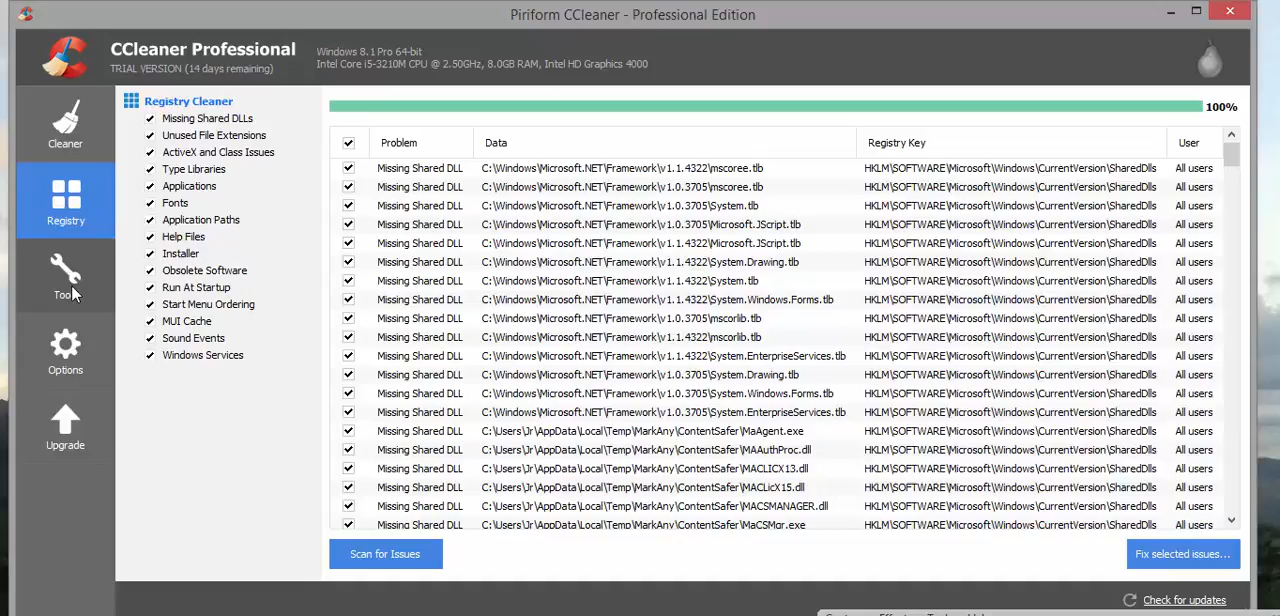 Piriform CCleaner - Professional Edition
CCleaner Professional
TRIAL VERSION (14 days remaining)
Windows 8.1 Pro 64-bit
Intel Core i5-3210M CPU @ 2.50GHz, 8.0GB RAM, Intel HD Graphics 4000
Cleaner
Registry
Options
Upgrade
Registry Cleaner
Missing Shared DLLs
Unused File Extensions
ActiveX and Class Issues
Type Libraries
Applications
Fonts
Application Paths
Help Files
Installer
Obsolete Software
Run At Startup
Start Menu Ordering
MUI Cache
Sound Events
Windows Services
100%
Problem Data Registry Key User
Missing Shared DLL C:\Windows\Microsoft.NET\Framework\v1.1.4322\mscoree.tlb HKLM\SOFTWARE\Microsoft\Windows\CurrentVersion\SharedDlls All users
Missing Shared DLL C:\Windows\Microsoft.NET\Framework\v1.0.3705\mscoree.tlb HKLM\SOFTWARE\Microsoft\Windows\CurrentVersion\SharedDlls All users
Missing Shared DLL C:\Windows\Microsoft.NET\Framework\v1.0.3705\System.tlb HKLM\SOFTWARE\Microsoft\Windows\CurrentVersion\SharedDlls All users
Missing Shared DLL C:\Windows\Microsoft.NET\Framework\v1.0.3705\Microsoft.JScript.tlb HKLM\SOFTWARE\Microsoft\Windows\CurrentVersion\SharedDlls All users
Missing Shared DLL C:\Windows\Microsoft.NET\Framework\v1.1.4322\Microsoft.JScript.tlb HKLM\SOFTWARE\Microsoft\Windows\CurrentVersion\SharedDlls All users
Missing Shared DLL C:\Windows\Microsoft.NET\Framework\v1.1.4322\System.Drawing.tlb HKLM\SOFTWARE\Microsoft\Windows\CurrentVersion\SharedDlls All users
Missing Shared DLL C:\Windows\Microsoft.NET\Framework\v1.1.4322\System.tlb HKLM\SOFTWARE\Microsoft\Windows\CurrentVersion\SharedDlls All users
Missing Shared DLL C:\Windows\Microsoft.NET\Framework\v1.1.4322\System.Windows.Forms.tlb HKLM\SOFTWARE\Microsoft\Windows\CurrentVersion\SharedDlls All users
Missing Shared DLL C:\Windows\Microsoft.NET\Framework\v1.0.3705\mscorlib.tlb HKLM\SOFTWARE\Microsoft\Windows\CurrentVersion\SharedDlls All users
Missing Shared DLL C:\Windows\Microsoft.NET\Framework\v1.1.4322\mscorlib.tlb HKLM\SOFTWARE\Microsoft\Windows\CurrentVersion\SharedDlls All users
Missing Shared DLL C:\Windows\Microsoft.NET\Framework\v1.1.4322\System.EnterpriseServices.tlb HKLM\SOFTWARE\Microsoft\Windows\CurrentVersion\SharedDlls All users
Missing Shared DLL C:\Windows\Microsoft.NET\Framework\v1.0.3705\System.Drawing.tlb HKLM\SOFTWARE\Microsoft\Windows\CurrentVersion\SharedDlls All users
Missing Shared DLL C:\Windows\Microsoft.NET\Framework\v1.0.3705\System.Windows.Forms.tlb HKLM\SOFTWARE\Microsoft\Windows\CurrentVersion\SharedDlls All users
Missing Shared DLL C:\Windows\Microsoft.NET\Framework\v1.0.3705\System.EnterpriseServices.tlb HKLM\SOFTWARE\Microsoft\Windows\CurrentVersion\SharedDlls All users
Missing Shared DLL C:\Users\Jr\AppData\Local\Temp\MarkAny\ContentSafer\MaAgent.exe HKLM\SOFTWARE\Microsoft\Windows\CurrentVersion\SharedDlls All users
Missing Shared DLL C:\Users\Jr\AppData\Local\Temp\MarkAny\ContentSafer\MAAuthProc.dll HKLM\SOFTWARE\Microsoft\Windows\CurrentVersion\SharedDlls All users
Missing Shared DLL C:\Users\Jr\AppData\Local\Temp\MarkAny\ContentSafer\MACLICX13.dll HKLM\SOFTWARE\Microsoft\Windows\CurrentVersion\SharedDlls All users
Missing Shared DLL C:\Users\Jr\AppData\Local\Temp\MarkAny\ContentSafer\MACLicX15.dll HKLM\SOFTWARE\Microsoft\Windows\CurrentVersion\SharedDlls All users
Missing Shared DLL C:\Users\Jr\AppData\Local\Temp\MarkAny\ContentSafer\MACSMANAGER.dll HKLM\SOFTWARE\Microsoft\Windows\CurrentVersion\SharedDlls All users
Missing Shared DLL C:\Users\Jr\AppData\Local\Temp\MarkAny\ContentSafer\MaCSMgr.exe HKLM\SOFTWARE\Microsoft\Windows\CurrentVersion\SharedDlls All users
Scan for Issues
Fix selected issues...
Check for updates